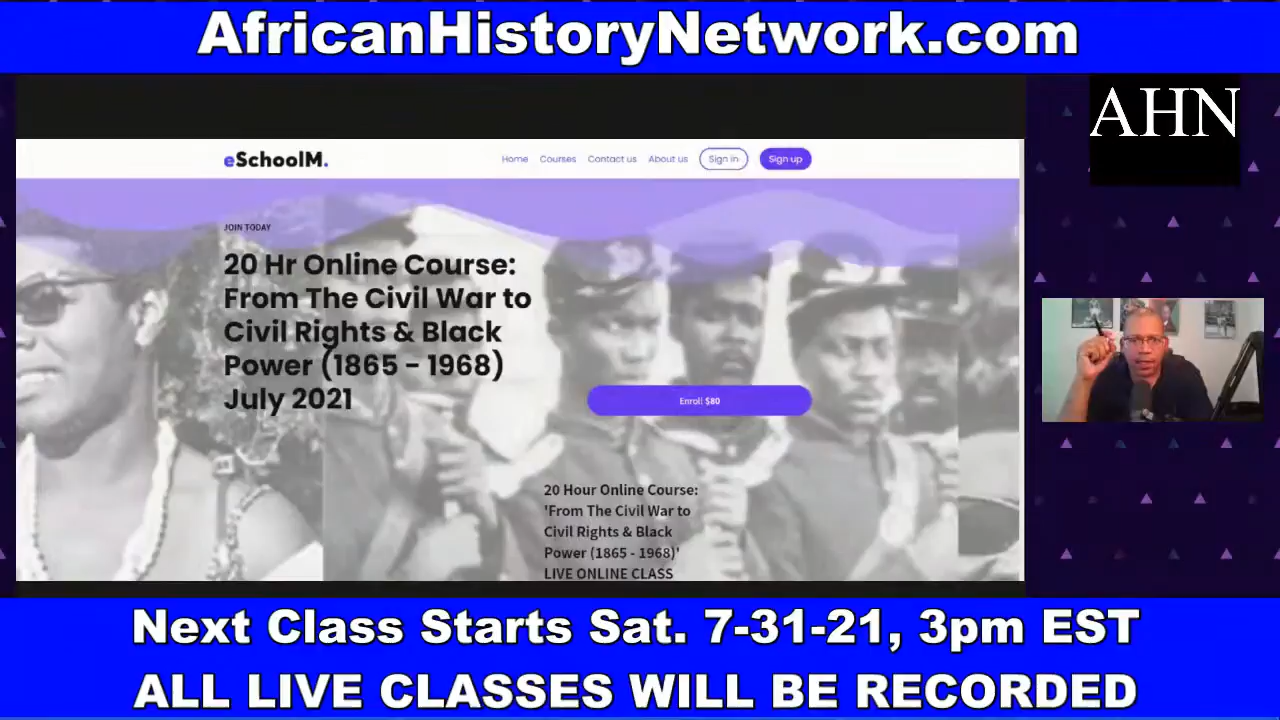 AfricanHistoryNetwork.com
AHN
eSchoolM.
Home Courses Contact us About us Sign in Sign up
JOIN TODAY
20 Hr Online Course:
From The Civil War to
Civil Rights & Black
Power (1865 - 1968)
July 2021
Enroll $80
20 Hour Online Course:
'From The Civil War to
Civil Rights & Black
Power (1865 - 1968)'
LIVE ONLINE CLASS
Next Class Starts Sat. 7-31-21, 3pm EST
ALL LIVE CLASSES WILL BE RECORDED